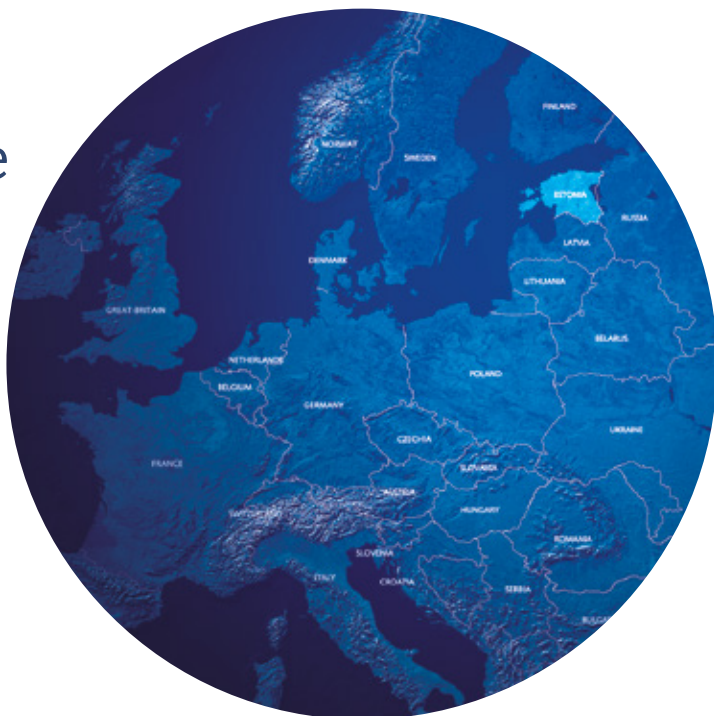 FINLAND
NORWAY
e
SWEDEN
ESTONIA
RUSSIA
LATVIA
DENMARK
LITHUANIA
GREAT BRITAIN
BELARUS
NETHERLANDS
POLAND
BELGIUM
GERMANY
UKRAINE
CZECHIA
FRANCE
SLOVAKIA
AUSTRIA
HUNGARY
ROMANIA
SLOVENIA
ITALY
CROATIA
SERBIA